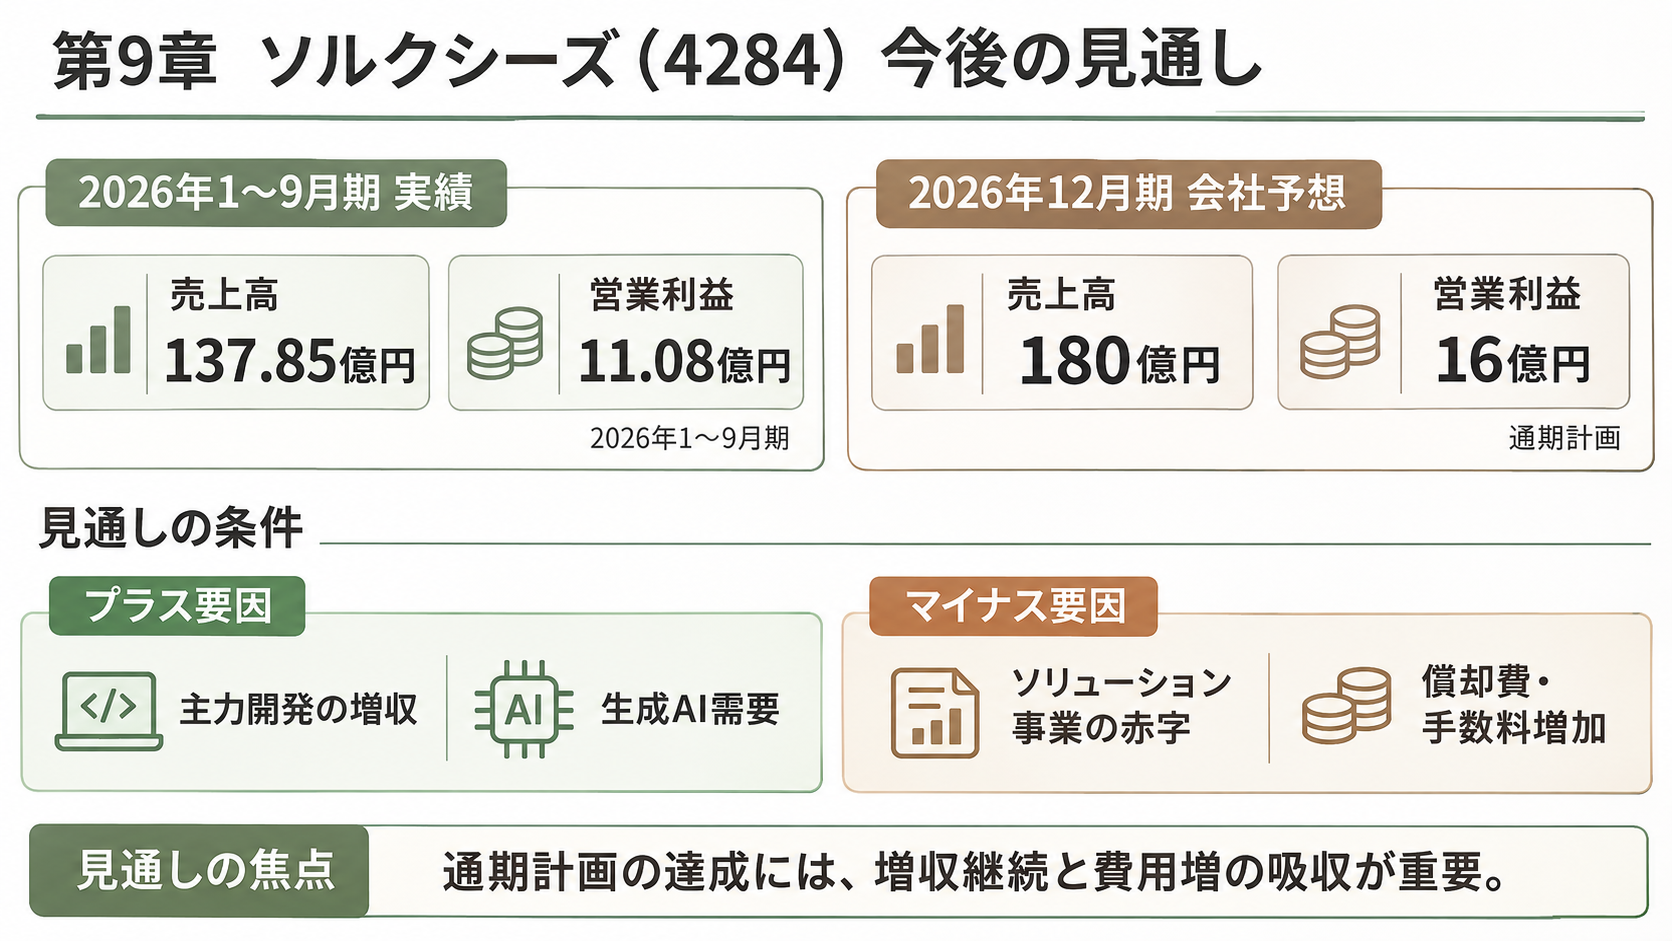 第9章 ソルクシーズ(4284) 今後の見通し
2026年1〜9月期 実績
売上高
137.85億円
営業利益
11.08億円
2026年1〜9月期
2026年12月期 会社予想
売上高
180億円
営業利益
16億円
通期計画
見通しの条件
プラス要因
</>
主力開発の増収
AI
生成AI需要
マイナス要因
ソリューション
事業の赤字
償却費・
手数料増加
見通しの焦点
通期計画の達成には、増収継続と費用増の吸収が重要。